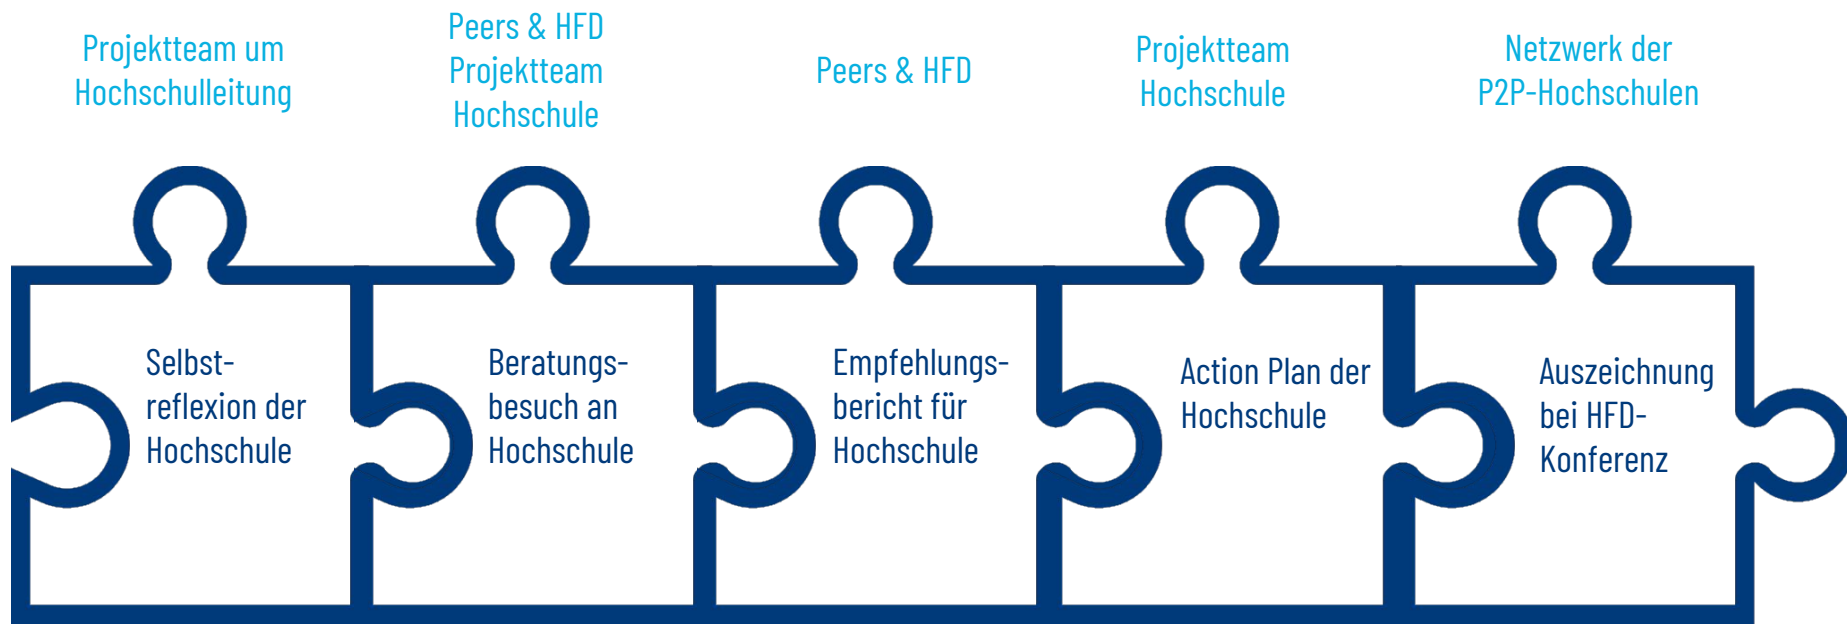 Projektteam um
Hochschulleitung
Peers & HFD
Projektteam
Hochschule
Peers & HFD
Projektteam
Hochschule
Netzwerk der
P2P-Hochschulen
Selbst-
reflexion der
Hochschule
Beratungs-
besuch an
Hochschule
Empfehlungs-
bericht für
Hochschule
Action Plan der
Hochschule
Auszeichnung
bei HFD-
Konferenz